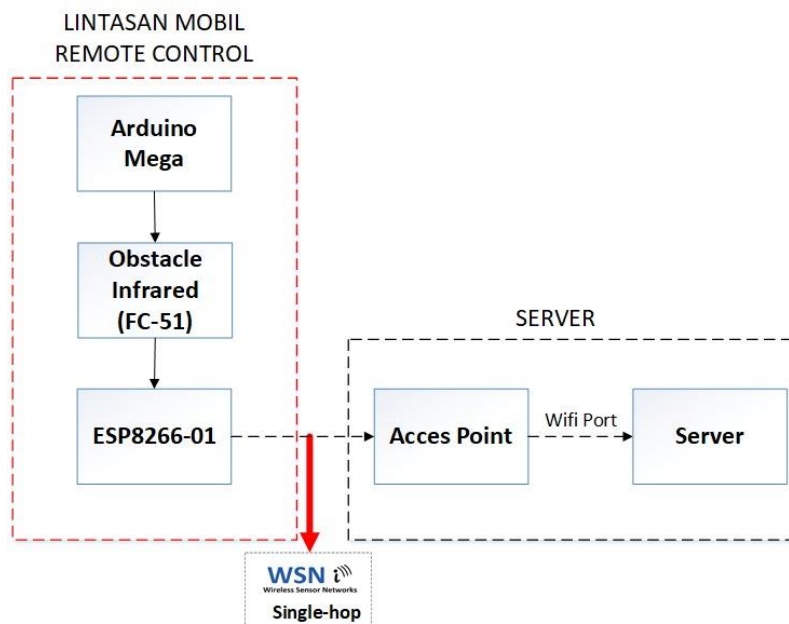 LINTASAN MOBIL
REMOTE CONTROL
Arduino
Mega
Obstacle
Infrared
(FC-51)
ESP8266-01
SERVER
Acces Point
Wifi Port
Server
WSN i
Wireless Sensor Networks
Single-hop